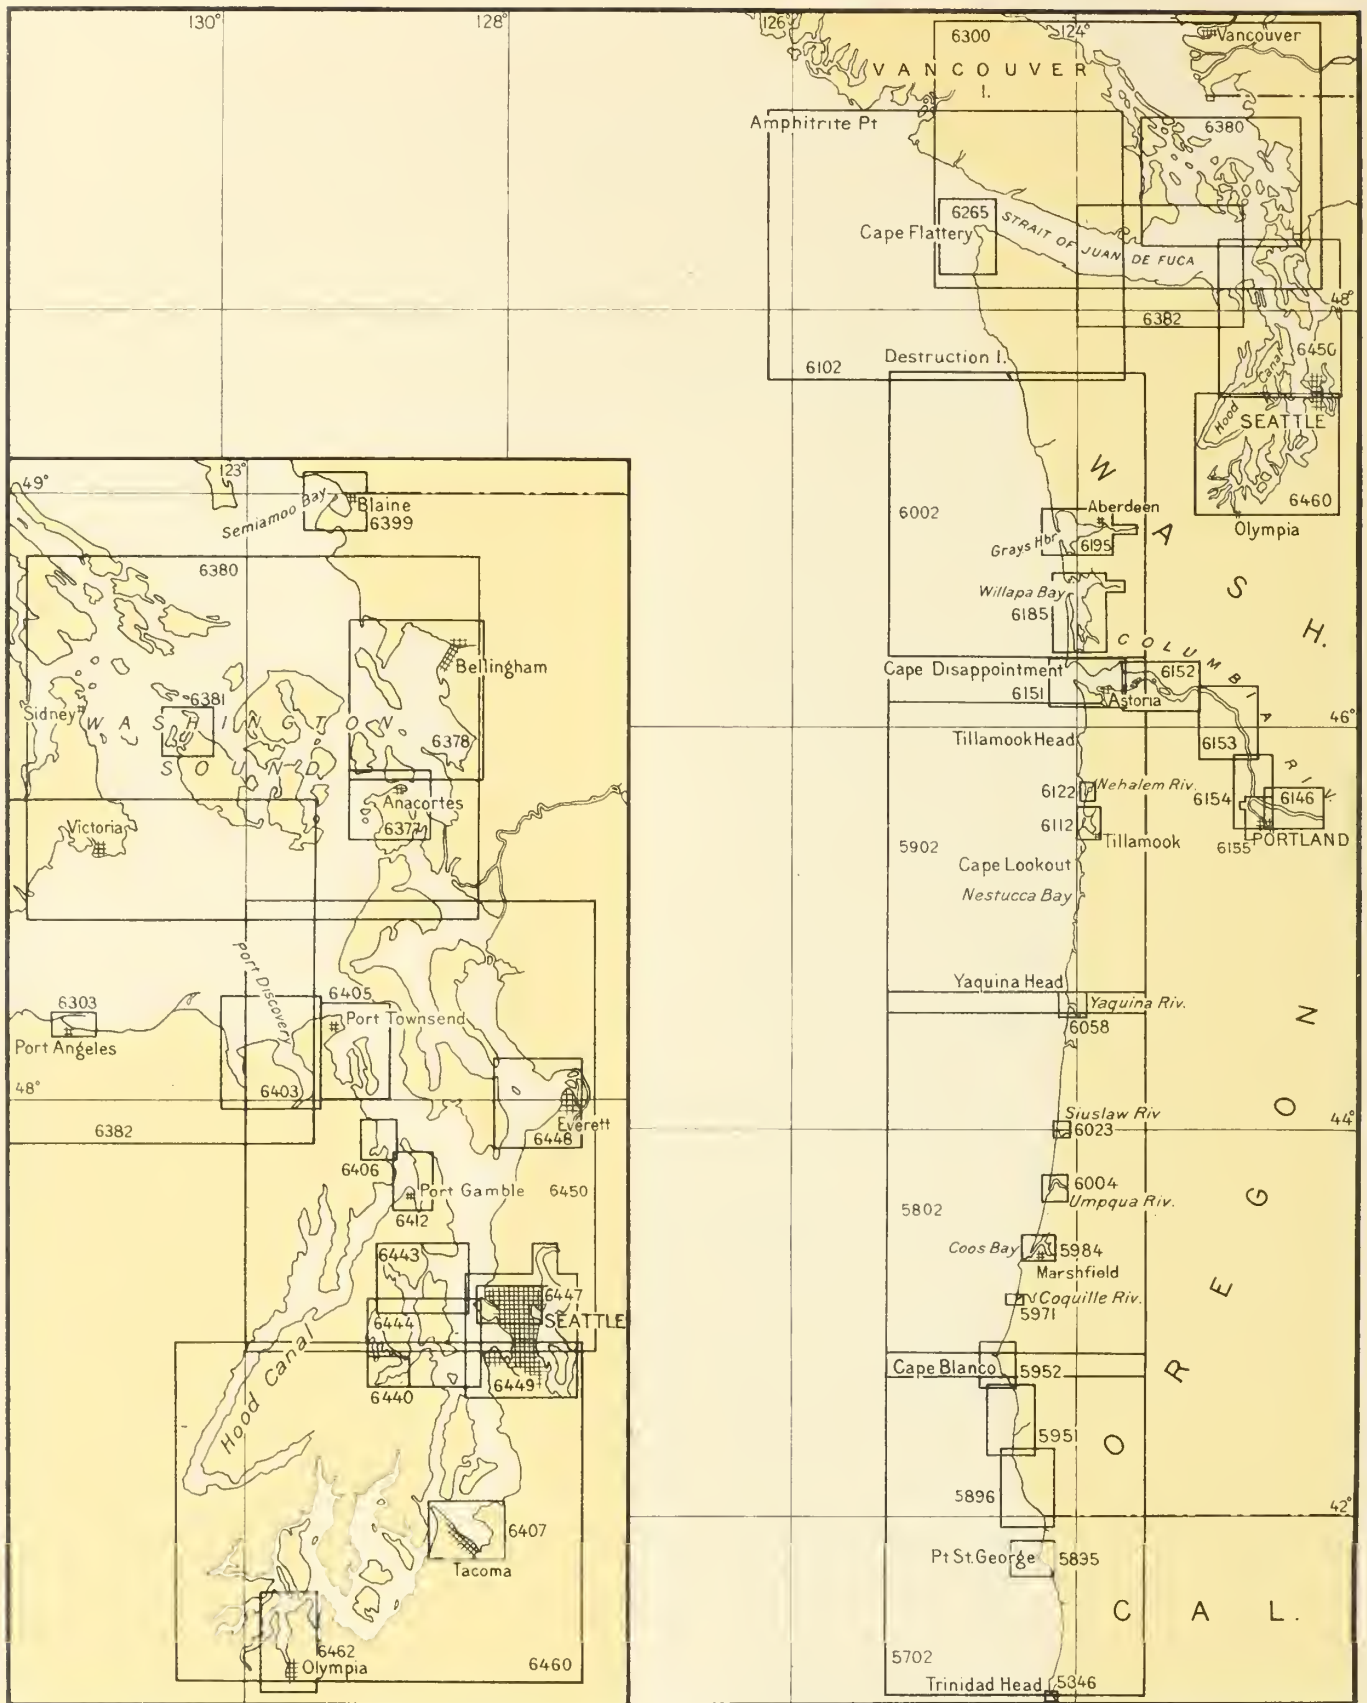 130°
128°
126°
124°
6300
Vancouver
VANCOUVER
I.
Amphitrite Pt
6380
6265
Cape Flattery
STRAIT OF JUAN DE FUCA
48°
6382
6102
Destruction I.
6450
Hood Canal
SEATTLE
6460
Olympia
6002
Aberdeen
Grays Hbr
6195
Willapa Bay
6185
WASH.
COLUMBIA RIV.
Cape Disappointment
6151
6152
Astoria
46°
Tillamook Head
6153
6122
Nehalem Riv.
6154
6146
6112
Tillamook
6155
PORTLAND
5902
Cape Lookout
Nestucca Bay
Yaquina Head
Yaquina Riv.
6058
Siuslaw Riv
6023
44°
6004
Umpqua Riv.
5802
Coos Bay
5984
Marshfield
Coquille Riv.
5971
OREGON
Cape Blanco
5952
5951
5896
42°
Pt St. George
5895
CAL.
5702
Trinidad Head
5346
123°
49°
Semiamoo Bay
Blaine
6399
6380
Bellingham
6381
Sidney
WASHINGTON
SOUND
6378
Anacortes
6377
Victoria
Port Discovery
6303
6405
Port Townsend
Port Angeles
48°
6403
6382
Everett
6448
6406
Port Gamble
6450
6412
6443
6447
SEATTLE
6444
6440
6449
Hood Canal
6407
Tacoma
6462
Olympia
6460